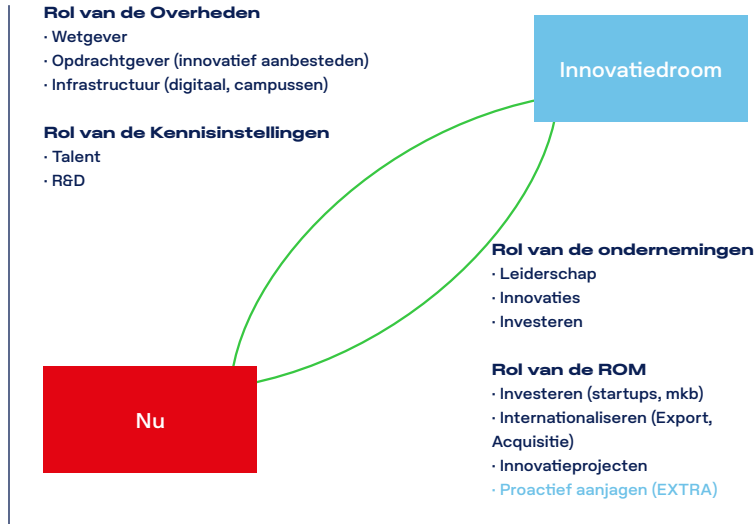 Rol van de Overheden
· Wetgever
· Opdrachtgever (innovatief aanbesteden)
· Infrastructuur (digitaal, campussen)
Rol van de Kennisinstellingen
· Talent
· R&D
Innovatiedroom
Nu
Rol van de ondernemingen
· Leiderschap
· Innovaties
· Investeren
Rol van de ROM
· Investeren (startups, mkb)
· Internationaliseren (Export,
Acquisitie)
· Innovatieprojecten
· Proactief aanjagen (EXTRA)